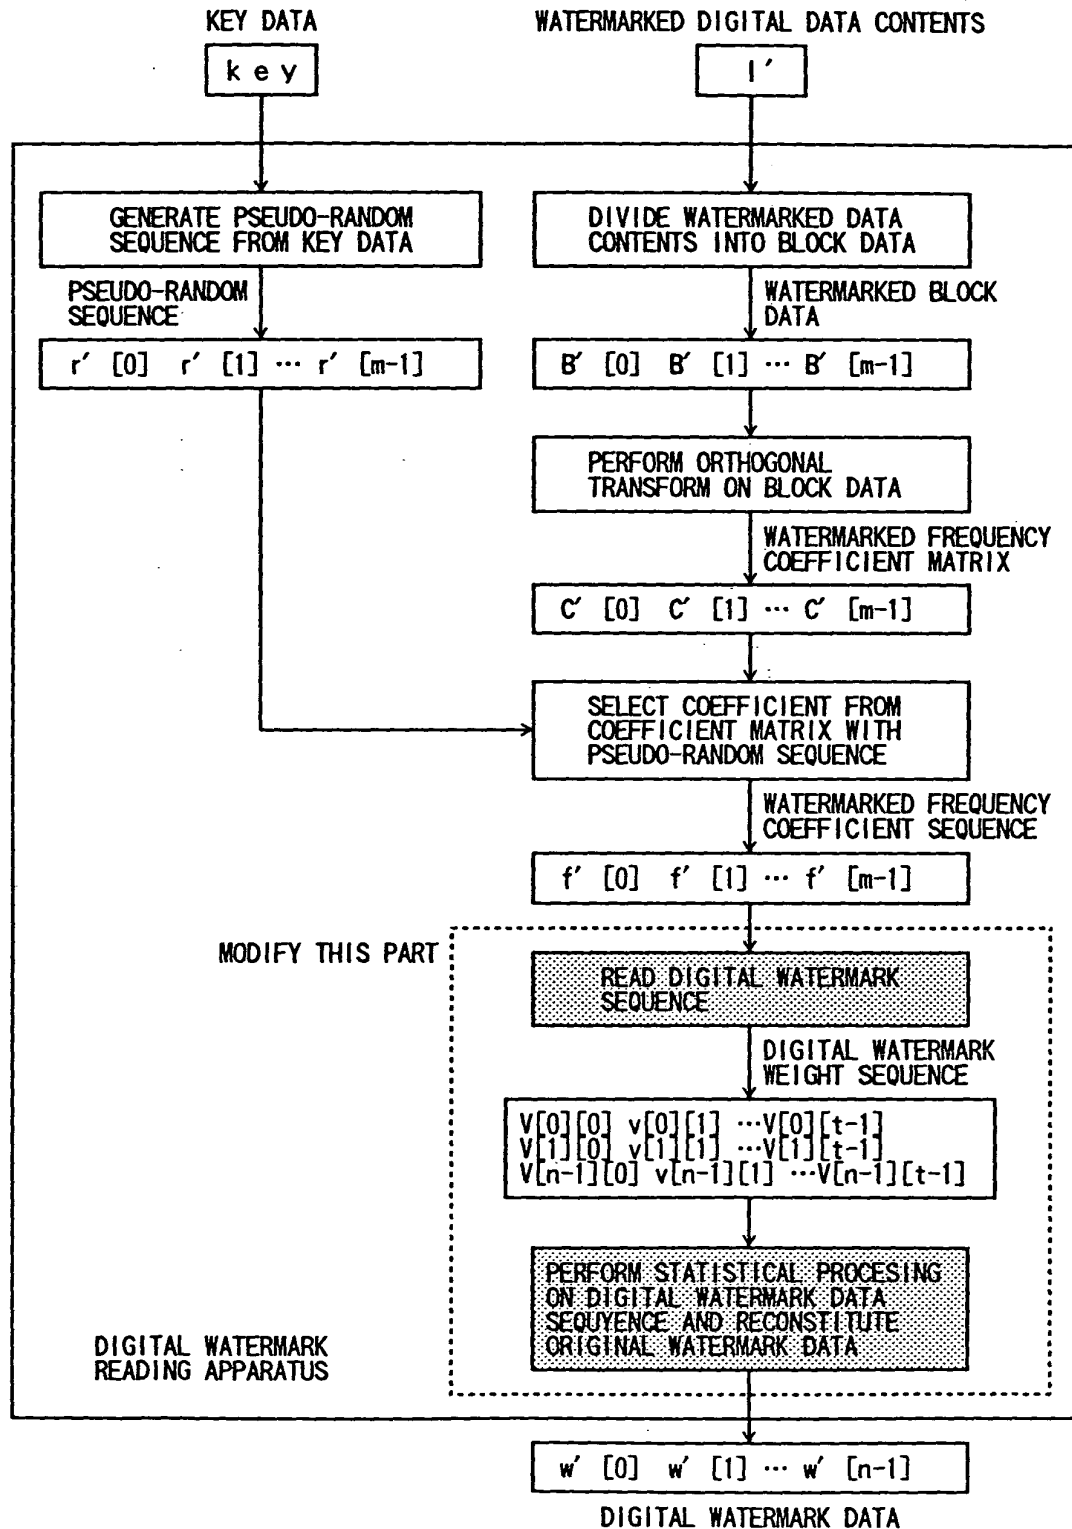 KEY DATA
key
WATERMARKED DIGITAL DATA CONTENTS
I′
GENERATE PSEUDO-RANDOM
SEQUENCE FROM KEY DATA
PSEUDO-RANDOM
SEQUENCE
r′ [0] r′ [1] ··· r′ [m-1]
DIVIDE WATERMARKED DATA
CONTENTS INTO BLOCK DATA
WATERMARKED BLOCK
DATA
B′ [0] B′ [1] ··· B′ [m-1]
PERFORM ORTHOGONAL
TRANSFORM ON BLOCK DATA
WATERMARKED FREQUENCY
COEFFICIENT MATRIX
C′ [0] C′ [1] ··· C′ [m-1]
SELECT COEFFICIENT FROM
COEFFICIENT MATRIX WITH
PSEUDO-RANDOM SEQUENCE
WATERMARKED FREQUENCY
COEFFICIENT SEQUENCE
f′ [0] f′ [1] ··· f′ [m-1]
MODIFY THIS PART
READ DIGITAL WATERMARK
SEQUENCE
DIGITAL WATERMARK
WEIGHT SEQUENCE
V[0][0] v[0][1] ···V[0][t-1]
V[1][0] v[1][1] ···V[1][t-1]
V[n-1][0] v[n-1][1] ···V[n-1][t-1]
PERFORM STATISTICAL PROCESING
ON DIGITAL WATERMARK DATA
SEQUYENCE AND RECONSTITUTE
ORIGINAL WATERMARK DATA
DIGITAL WATERMARK
READING APPARATUS
w′ [0] w′ [1] ··· w′ [n-1]
DIGITAL WATERMARK DATA